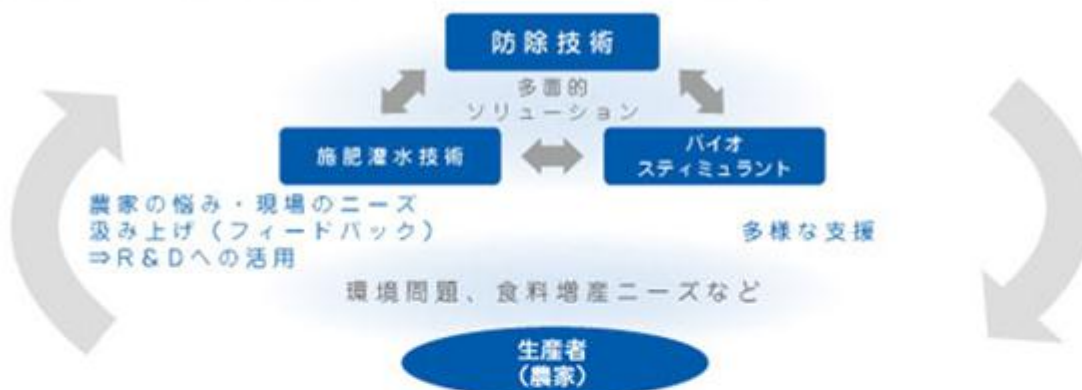 防除技術
多面的
ソリューション
施肥灌水技術
バイオ
スティミュラント
農家の悩み・現場のニーズ
汲み上げ（フィードバック）
⇒R&Dへの活用
多様な支援
環境問題、食料増産ニーズなど
生産者
（農家）